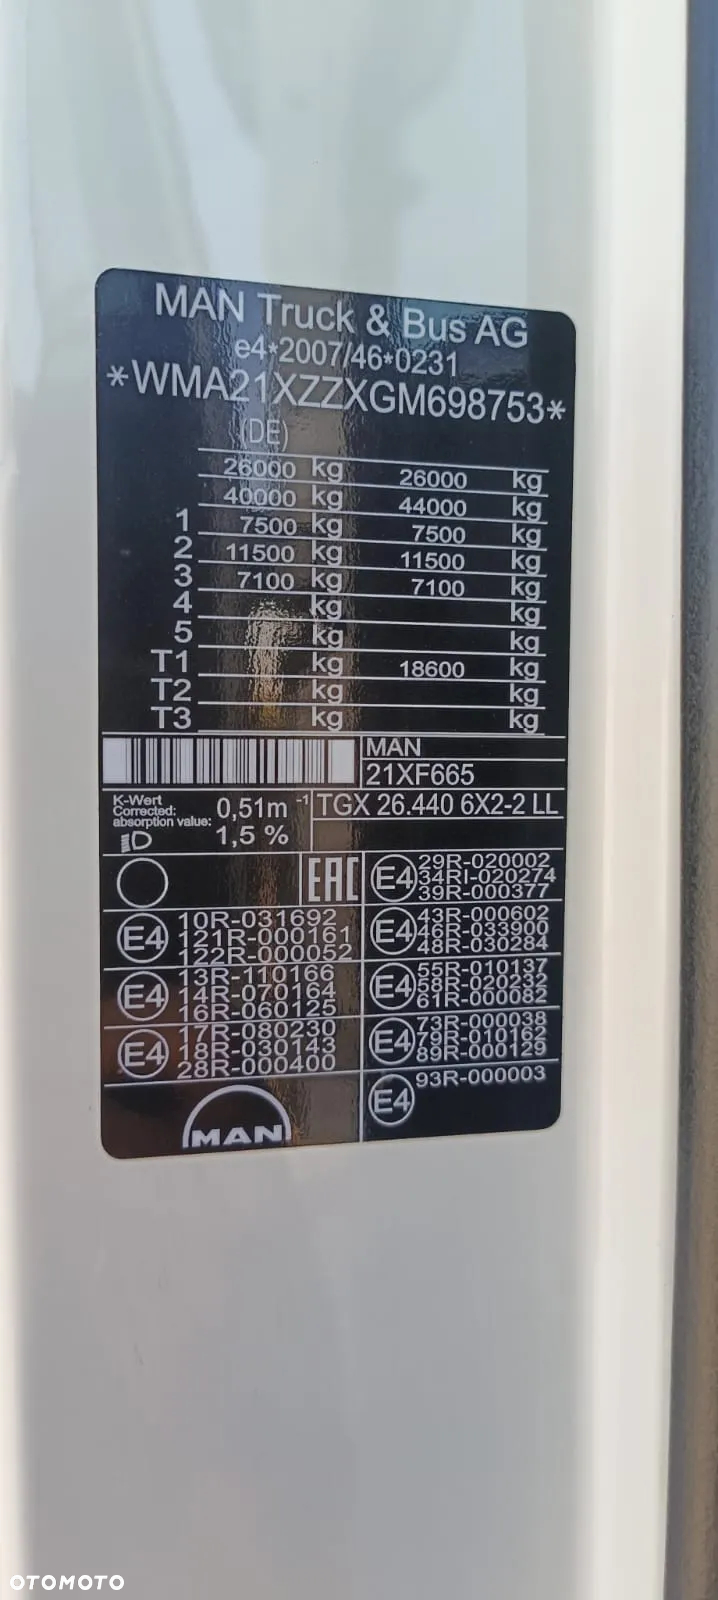 MAN Truck & Bus AG
e4*2007/46*0231
*WMA21XZZXGM698753*
(DE)
26000 kg 26000 kg
40000 kg 44000 kg
1 7500 kg 7500 kg
2 11500 kg 11500 kg
3 7100 kg 7100 kg
4 kg kg
5 kg kg
T1 kg 18600 kg
T2 kg kg
T3 kg kg
MAN
21XF665
K-Wert
Corrected:
absorption value: 0,51m⁻¹
1,5 %
TGX 26.440 6X2-2 LL
EAC
E4
29R-020002
34RI-020274
39R-000377
E4
10R-031692
121R-000161
122R-000052
E4
43R-000602
46R-033900
48R-030284
E4
13R-110166
14R-070164
16R-060125
E4
55R-010137
58R-020232
61R-000082
E4
17R-080230
18R-030143
28R-000400
E4
73R-000038
79R-010162
89R-000129
E4
93R-000003
MAN
OTOMOTO